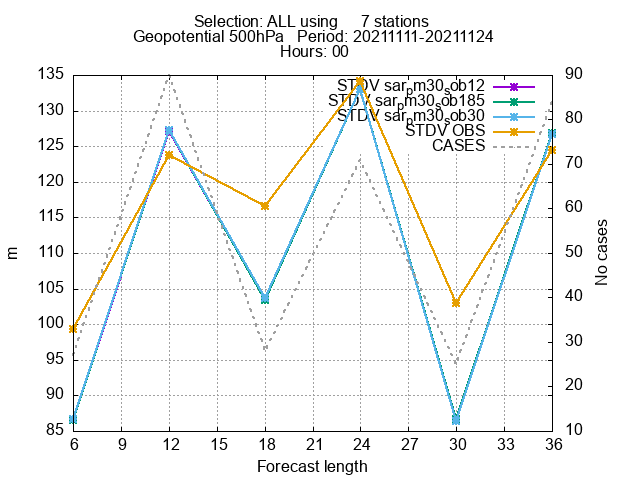 Selection: ALL using 7 stations
Geopotential 500hPa Period: 20211111-20211124
Hours: 00
STDV sar_pm30_sob12
STDV sar_pm30_sob185
STDV sar_pm30_sob30
STDV OBS
CASES
135
130
125
120
115
110
105
100
95
90
85
90
80
70
60
50
40
30
20
10
m
No cases
6 9 12 15 18 21 24 27 30 33 36
Forecast length